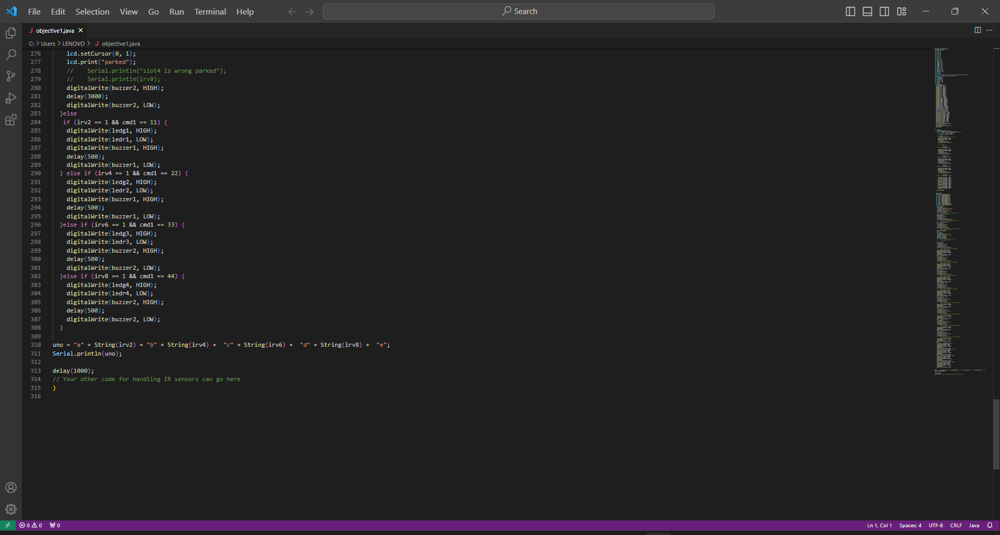 File Edit Selection View Go Run Terminal Help
Search
J objective1.java
C: > Users > LENOVO > J objective1.java
276 lcd.setCursor(0, 1);
277 lcd.print("parked");
278 //    Serial.println("slot4 is wrong parked");
279 //    Serial.println(irv9);
280 digitalWrite(buzzer2, HIGH);
281 delay(3000);
282 digitalWrite(buzzer2, LOW);
283 }else
284 if (irv2 == 1 && cmd1 == 11) {
285 digitalWrite(ledg1, HIGH);
286 digitalWrite(ledr1, LOW);
287 digitalWrite(buzzer1, HIGH);
288 delay(500);
289 digitalWrite(buzzer1, LOW);
290 } else if (irv4 == 1 && cmd1 == 22) {
291 digitalWrite(ledg2, HIGH);
292 digitalWrite(ledr2, LOW);
293 digitalWrite(buzzer1, HIGH);
294 delay(500);
295 digitalWrite(buzzer1, LOW);
296 }else if (irv6 == 1 && cmd1 == 33) {
297 digitalWrite(ledg3, HIGH);
298 digitalWrite(ledr3, LOW);
299 digitalWrite(buzzer2, HIGH);
300 delay(500);
301 digitalWrite(buzzer2, LOW);
302 }else if (irv8 == 1 && cmd1 == 44) {
303 digitalWrite(ledg4, HIGH);
304 digitalWrite(ledr4, LOW);
305 digitalWrite(buzzer2, HIGH);
306 delay(500);
307 digitalWrite(buzzer2, LOW);
308 }
309
310 uno = "a" + String(irv2) + "b" + String(irv4) +  "c" + String(irv6) +  "d" + String(irv8) +  "e";
311 Serial.println(uno);
312
313 delay(1000);
314 // Your other code for handling IR sensors can go here
315 }
316
0 0 0 Ln 1, Col 1 Spaces: 4 UTF-8 CRLF Java